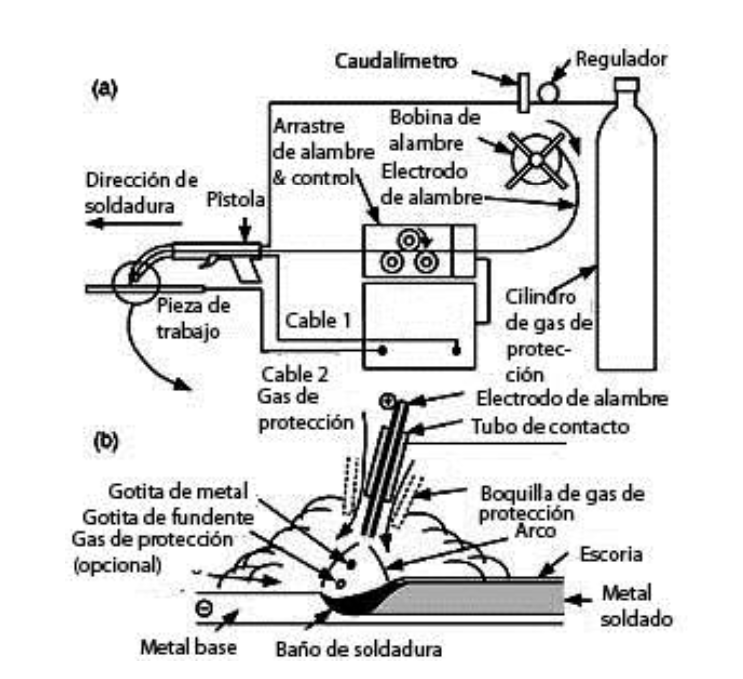 (a)
Caudalímetro
Regulador
Bobina de
alambre
Arrastre
de alambre
& control
Electrodo
de alambre
Dirección de
soldadura
Pistola
Pieza de
trabajo
Cable 1
Cilindro
de gas de
protec-
ción
Cable 2
Gas de
protección
(b)
+
Electrodo de alambre
Tubo de contacto
Gotita de metal
Gotita de fundente
Gas de protección
(opcional)
Boquilla de gas de
protección
Arco
Escoria
Metal
soldado
−
Metal base
Baño de soldadura